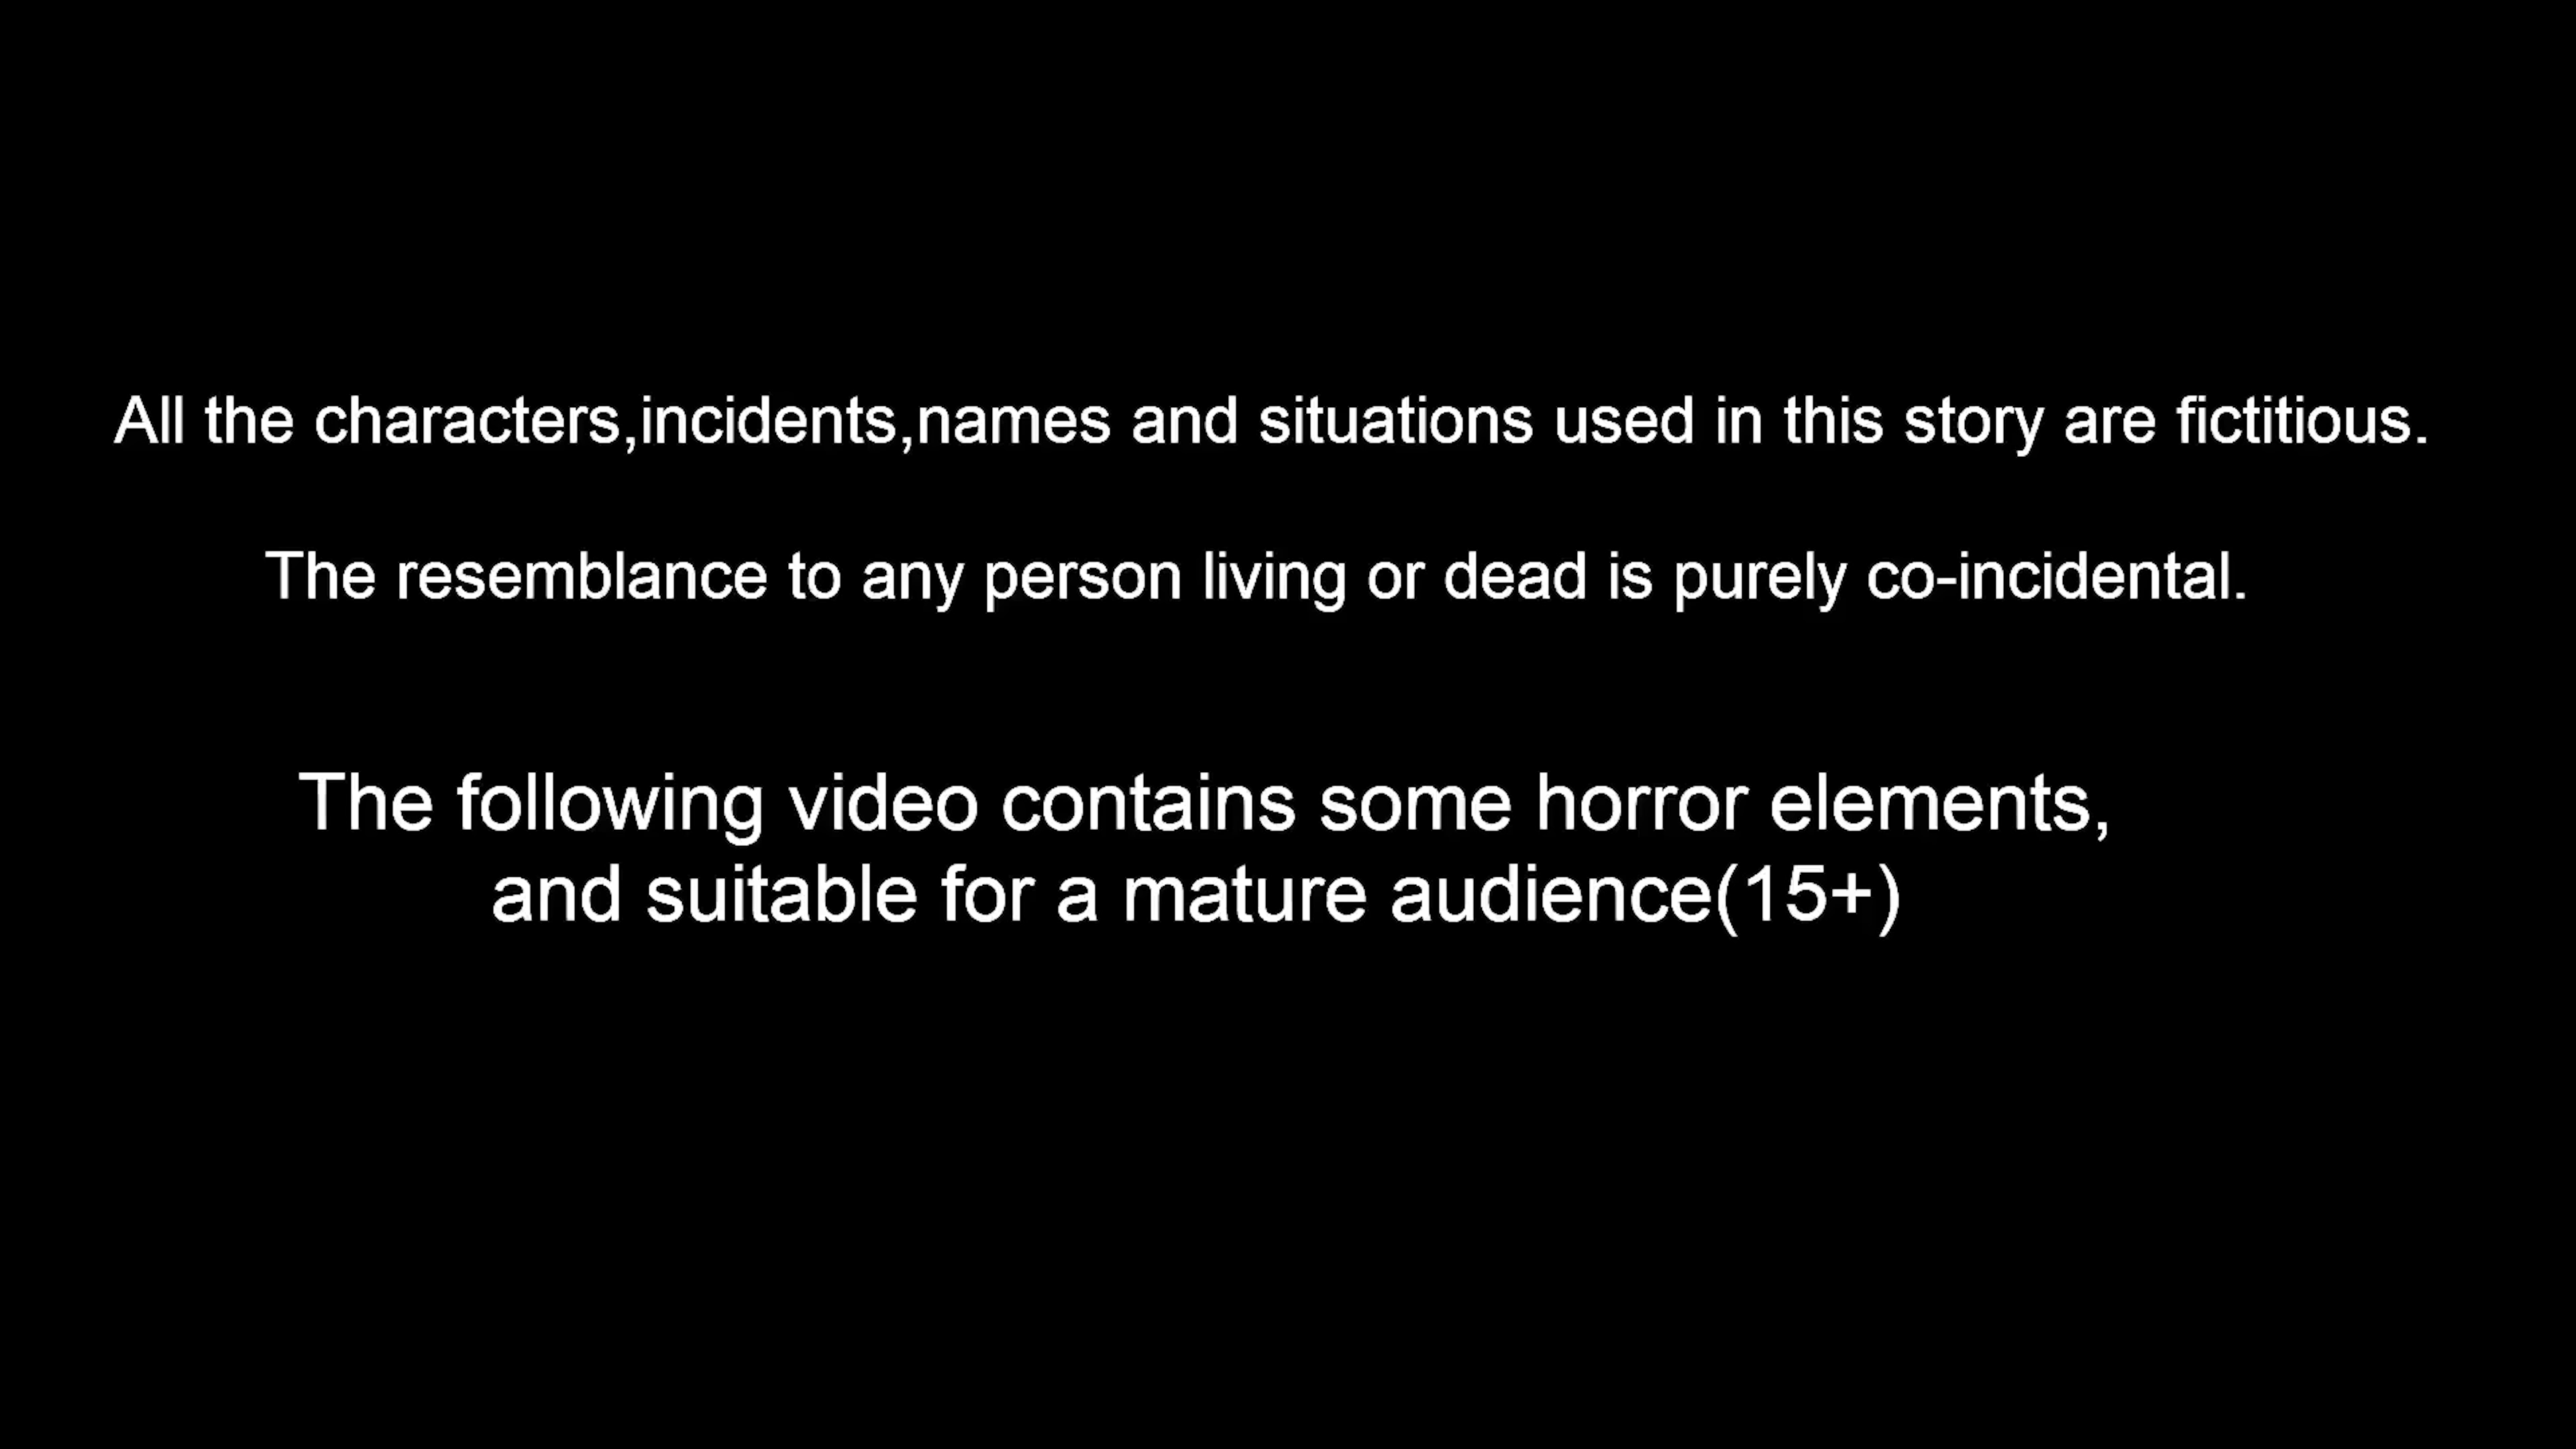 All the characters,incidents,names and situations used in this story are fictitious.
The resemblance to any person living or dead is purely co-incidental.
The following video contains some horror elements,
and suitable for a mature audience(15+)